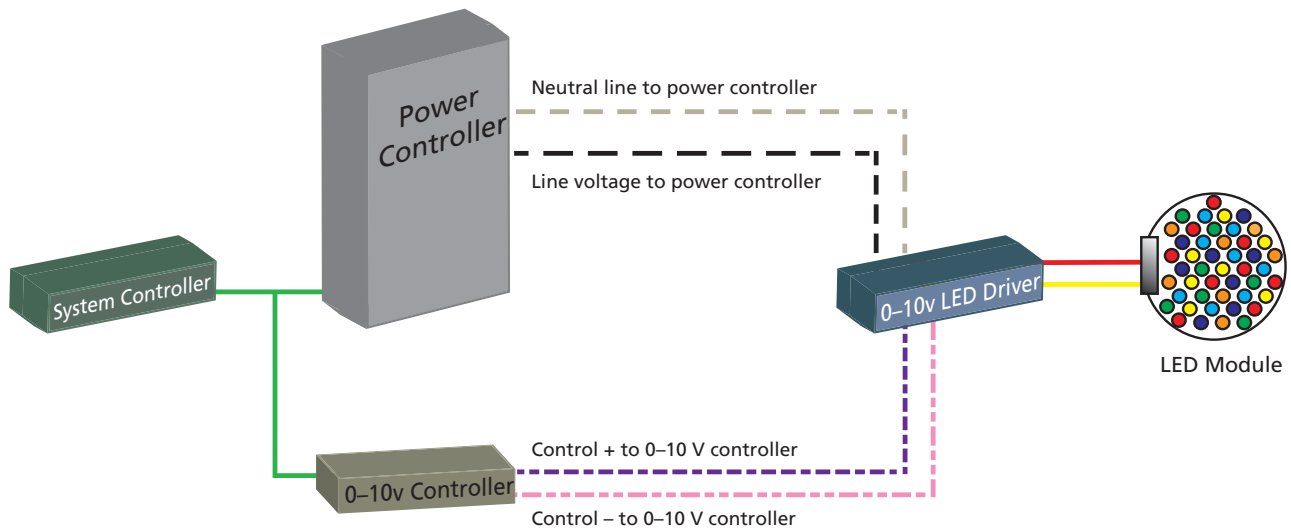 Power
Controller
Neutral line to power controller
Line voltage to power controller
System Controller
0–10v LED Driver
LED Module
0–10v Controller
Control + to 0–10 V controller
Control – to 0–10 V controller